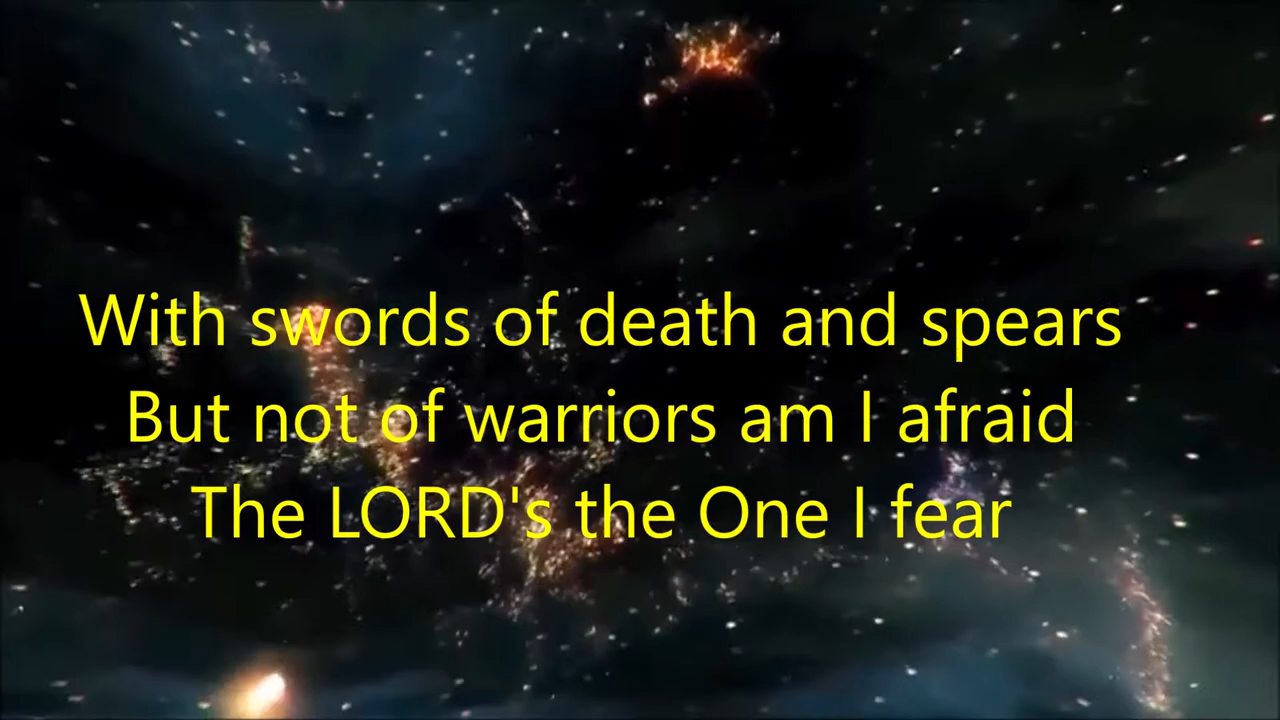 With swords of death and spears
But not of warriors am I afraid
The LORD's the One I fear